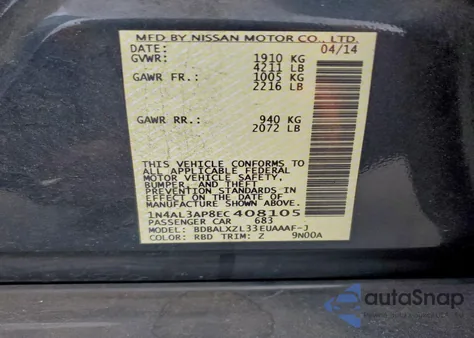 MFD BY NISSAN MOTOR CO., LTD.
DATE: 04/14
GVWR: 1910 KG
4211 LB
GAWR FR.: 1005 KG
2216 LB
GAWR RR.: 940 KG
2072 LB
THIS VEHICLE CONFORMS TO
ALL APPLICABLE FEDERAL
MOTOR VEHICLE SAFETY,
BUMPER, AND THEFT
PREVENTION STANDARDS IN
EFFECT ON THE DATE OF
MANUFACTURE SHOWN ABOVE.
1N4AL3AP8EC408105
PASSENGER CAR 683
MODEL: BDBALXZL33EUAAAF-J
COLOR: RBD TRIM: Z 9N00A
autoSnap